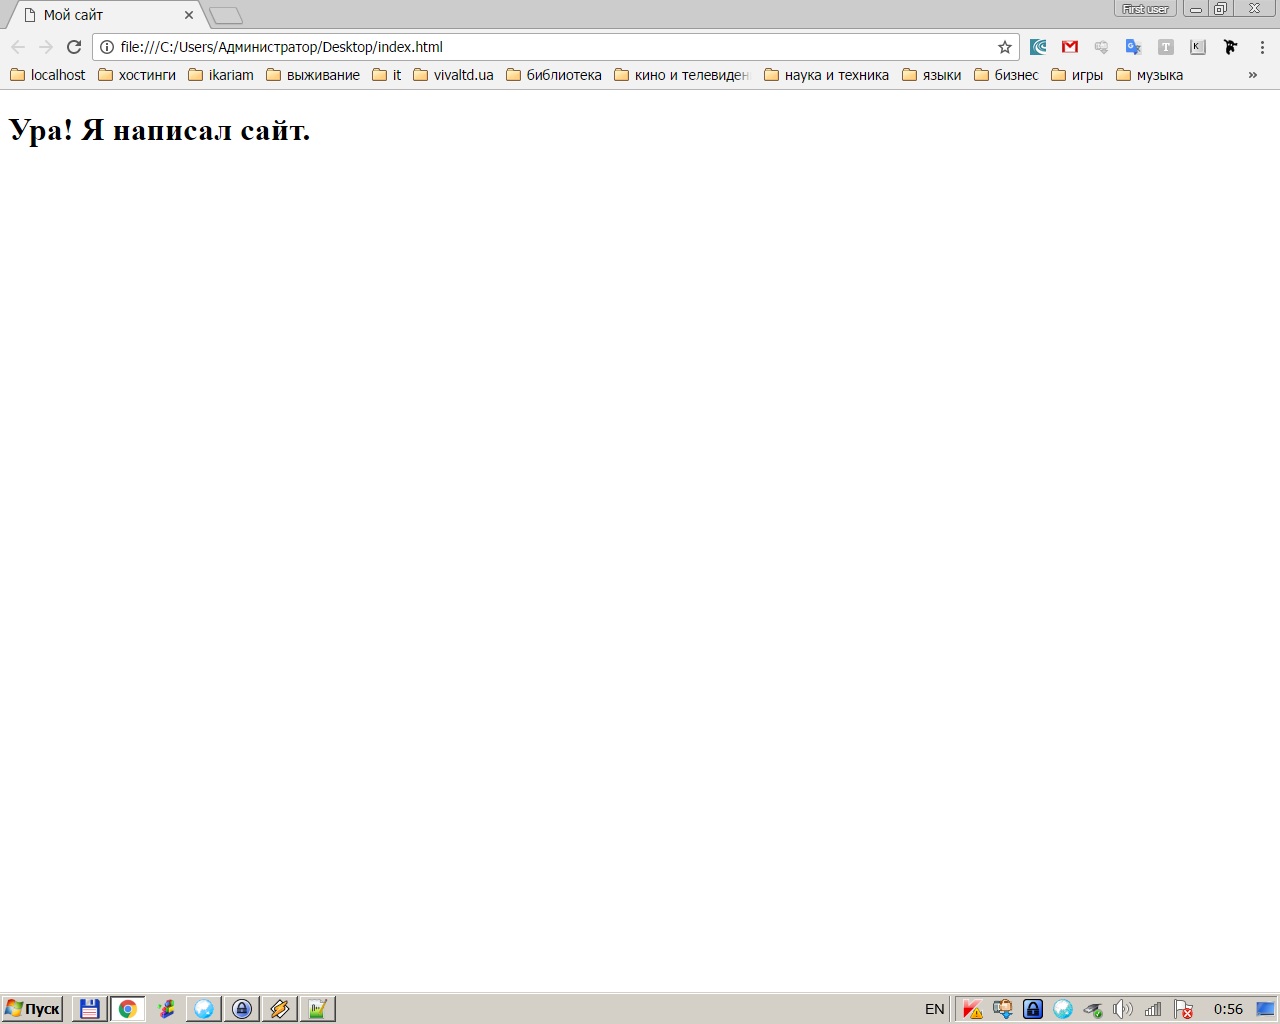 Мой сайт
First user
file:///C:/Users/Администратор/Desktop/index.html
localhost хостинги ikariam выживание it vivaltd.ua библиотека кино и телевиден наука и техника языки бизнес игры музыка »
Ура! Я написал сайт.
Пуск EN 0:56